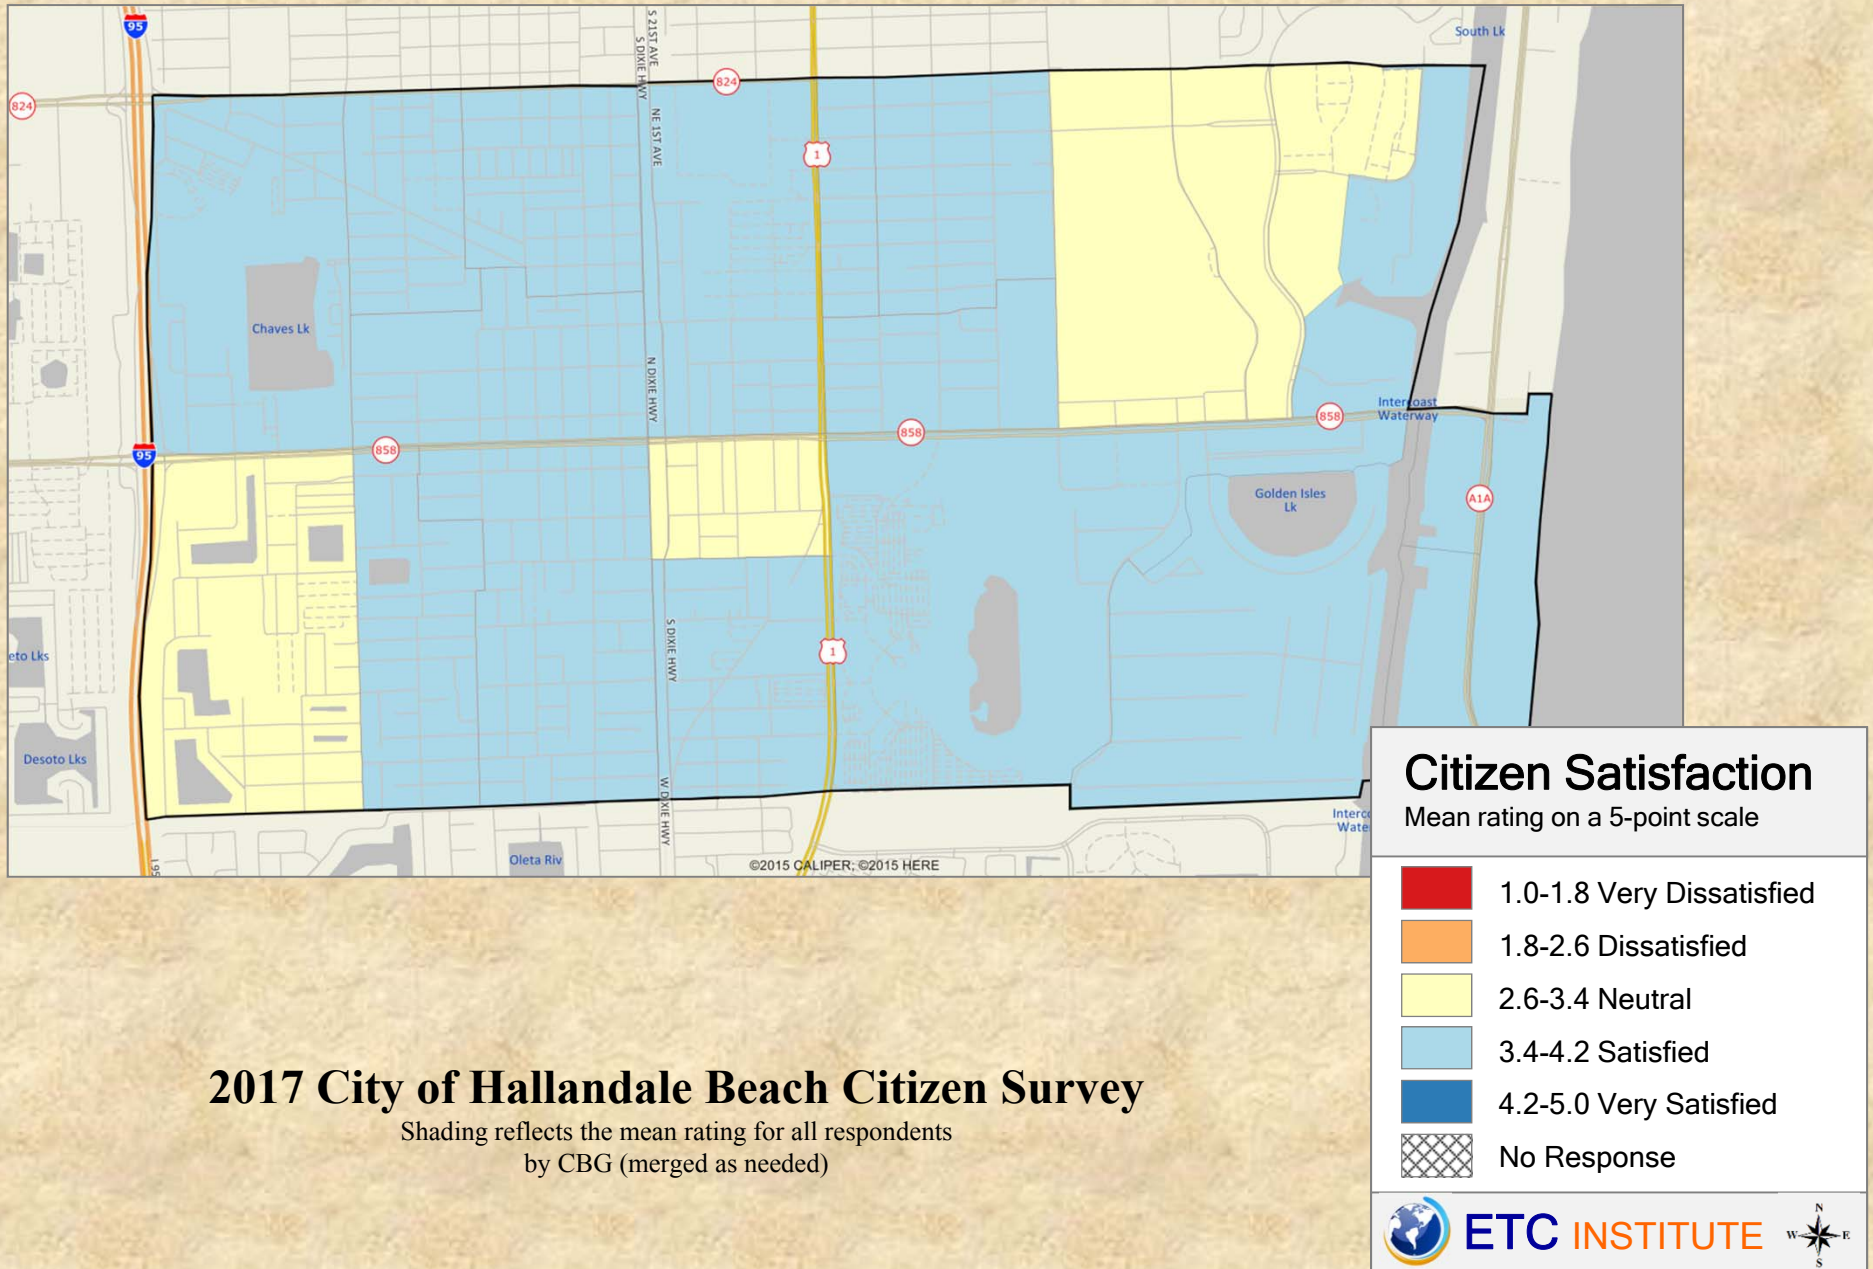 95
S 21ST AVE
S DIXIE HWY
South Lk
824
824
NE 1ST AVE
1
Chaves Lk
N DIXIE HWY
Intercoast
Waterway
858
858
858
95
Golden Isles
Lk
A1A
S DIXIE HWY
1
eto Lks
Desoto Lks
W DIXIE HWY
Interco
Wate
Oleta Riv
I 95
©2015 CALIPER; ©2015 HERE
Citizen Satisfaction
Mean rating on a 5-point scale
1.0-1.8 Very Dissatisfied
1.8-2.6 Dissatisfied
2.6-3.4 Neutral
3.4-4.2 Satisfied
4.2-5.0 Very Satisfied
No Response
2017 City of Hallandale Beach Citizen Survey
Shading reflects the mean rating for all respondents
by CBG (merged as needed)
ETC INSTITUTE
N
W E
S